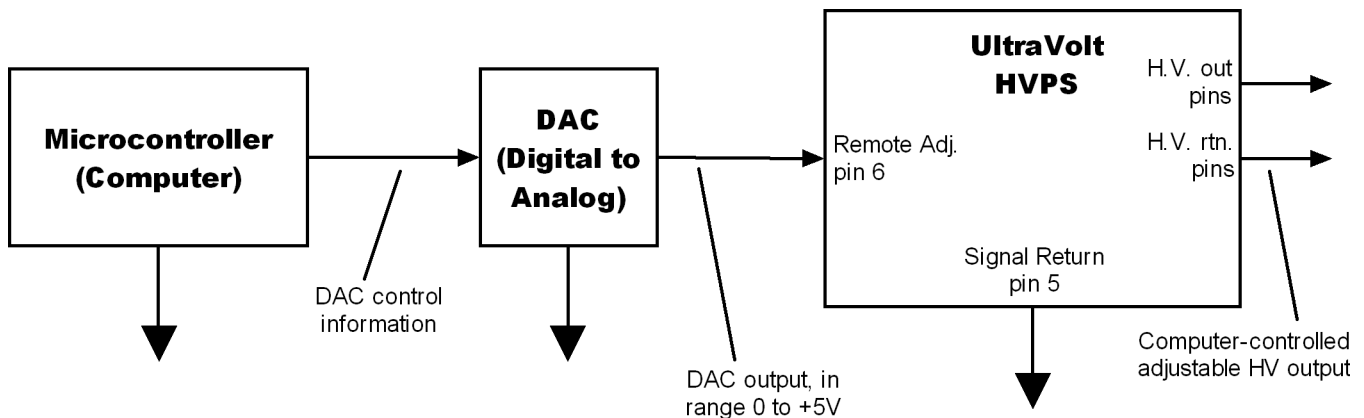 Microcontroller
(Computer)
DAC control
information
DAC
(Digital to
Analog)
DAC output, in
range 0 to +5V
UltraVolt
HVPS
Remote Adj.
pin 6
H.V. out
pins
H.V. rtn.
pins
Signal Return
pin 5
Computer-controlled
adjustable HV output